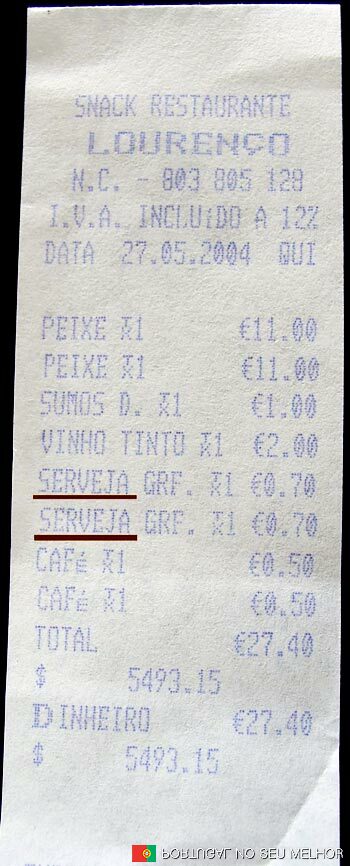 SNACK RESTAURANTE
LOURENÇO
N.C. - 803 805 128
I.V.A. INCLUíDO A 12%
DATA 27.05.2004 QUI
PEIXE X1 €11.00
PEIXE X1 €11.00
SUMOS D. X1 €1.00
VINHO TINTO X1 €2.00
SERVEJA GRF. X1 €0.70
SERVEJA GRF. X1 €0.70
CAFé X1 €0.50
CAFé X1 €0.50
TOTAL €27.40
$ 5493.15
DINHEIRO €27.40
$ 5493.15
PORTUGAL NO SEU MELHOR